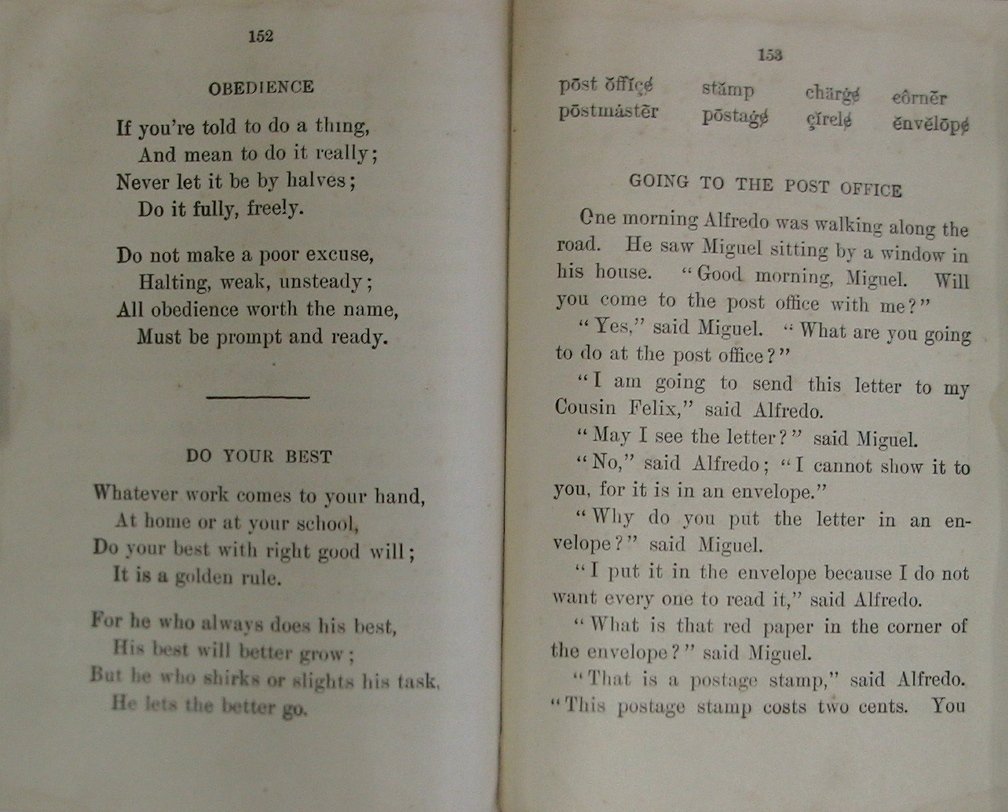 152
OBEDIENCE
If you're told to do a thing,
And mean to do it really;
Never let it be by halves;
Do it fully, freely.
Do not make a poor excuse,
Halting, weak, unsteady;
All obedience worth the name,
Must be prompt and ready.
DO YOUR BEST
Whatever work comes to your hand,
At home or at your school,
Do your best with right good will;
It is a golden rule.
For he who always does his best,
His best will better grow;
But he who shirks or slights his task,
He lets the better go.
153
pōst ŏffĭçe̸ stămp chärġe̸ côrnẽr
pōstmȧstẽr pōstaġe̸ çĩrcle̸ ĕnvĕlōpe̸
GOING TO THE POST OFFICE
One morning Alfredo was walking along the
road. He saw Miguel sitting by a window in
his house. "Good morning, Miguel. Will
you come to the post office with me?"
"Yes," said Miguel. "What are you going
to do at the post office?"
"I am going to send this letter to my
Cousin Felix," said Alfredo.
"May I see the letter?" said Miguel.
"No," said Alfredo; "I cannot show it to
you, for it is in an envelope."
"Why do you put the letter in an en-
velope?" said Miguel.
"I put it in the envelope because I do not
want every one to read it," said Alfredo.
"What is that red paper in the corner of
the envelope?" said Miguel.
"That is a postage stamp," said Alfredo.
"This postage stamp costs two cents. You